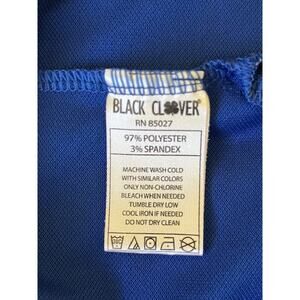 BLACK CLOVER
RN 85027
97% POLYESTER
3% SPANDEX
MACHINE WASH COLD
WITH SIMILAR COLORS
ONLY NON-CHLORINE
BLEACH WHEN NEEDED
TUMBLE DRY LOW
COOL IRON IF NEEDED
DO NOT DRY CLEAN